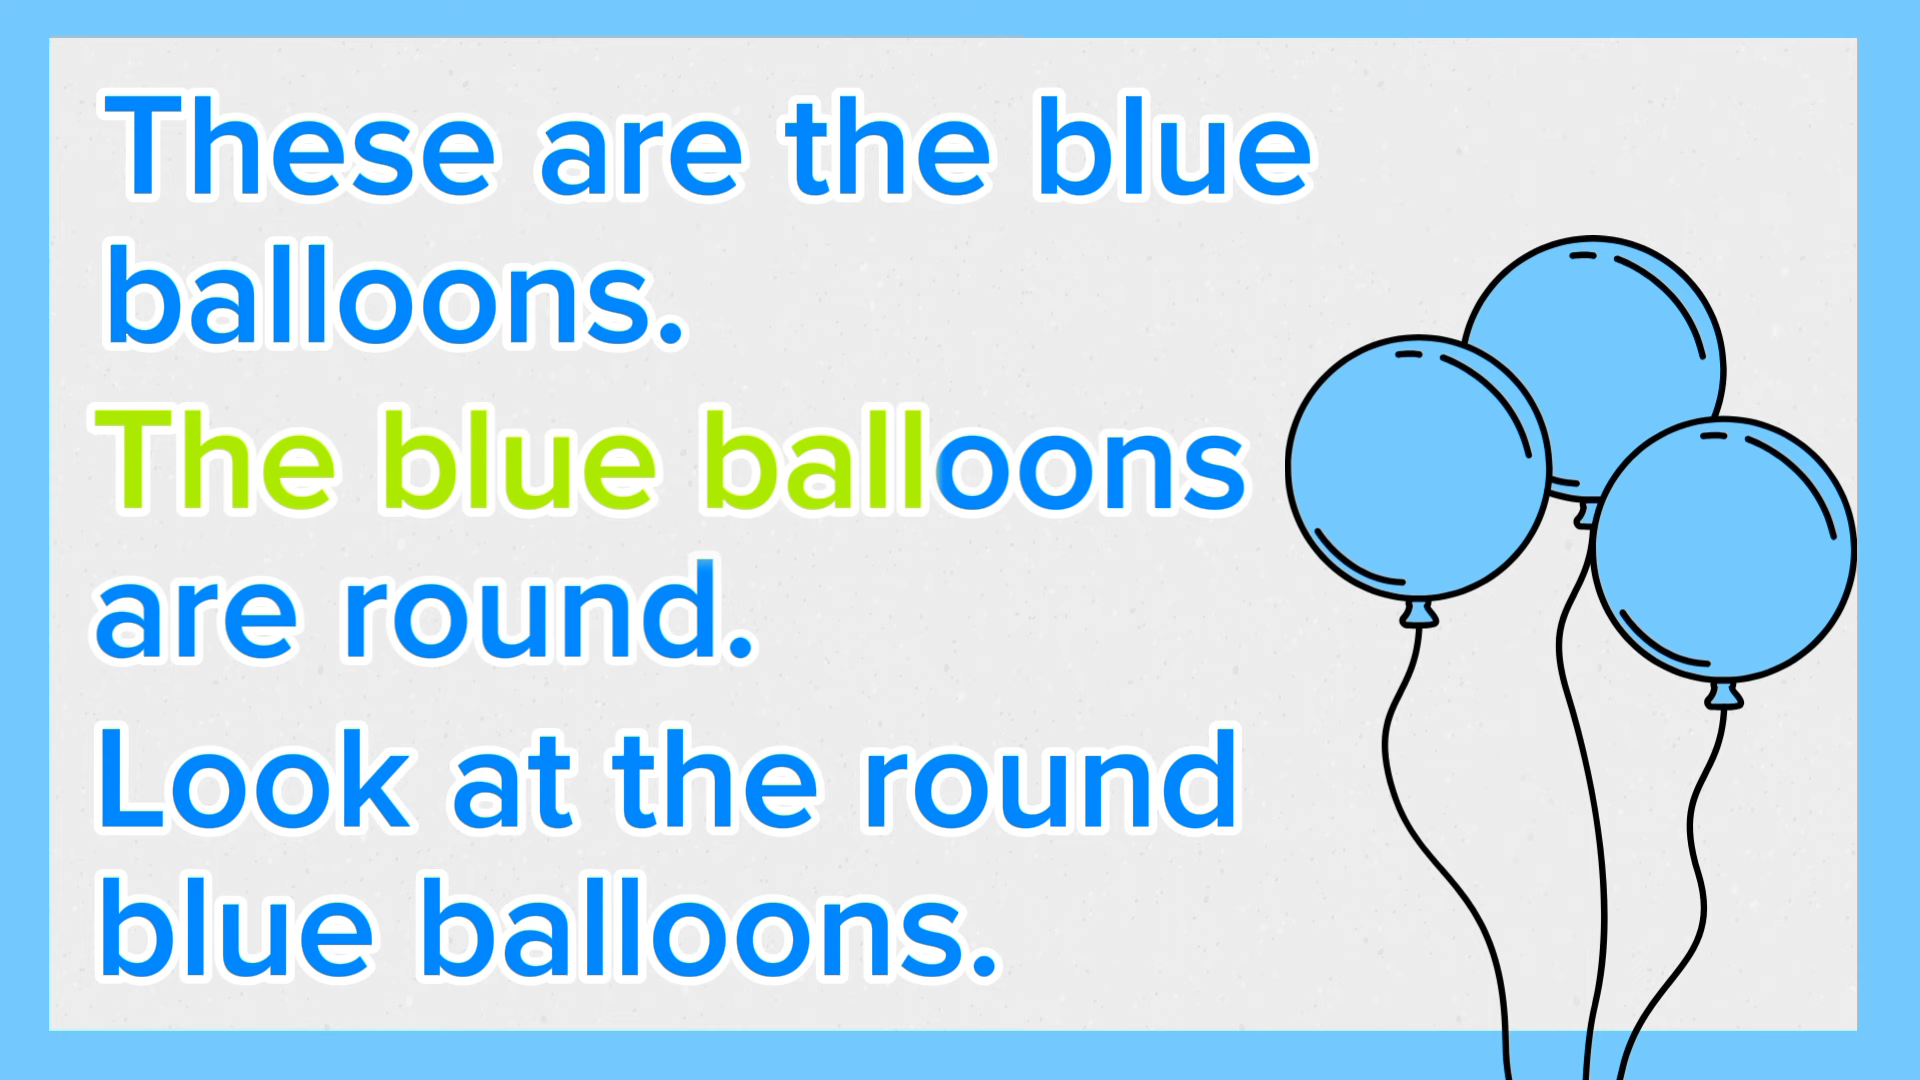 These are the blue
balloons.
The blue balloons
are round.
Look at the round
blue balloons.